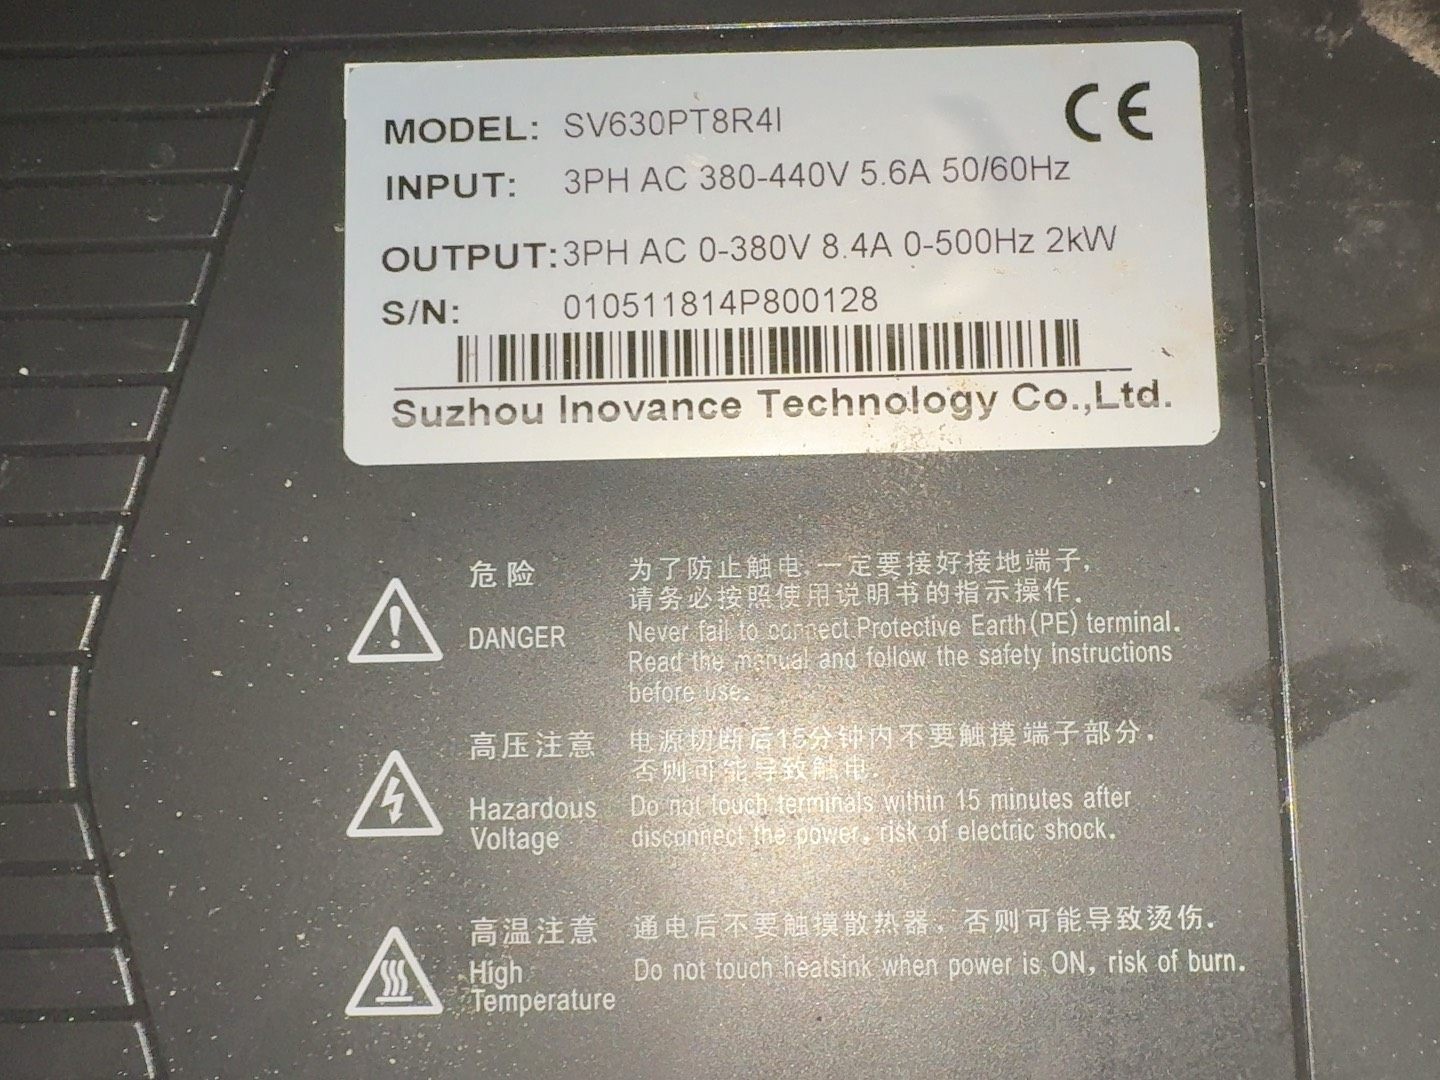 MODEL: SV630PT8R4I
CE
INPUT: 3PH AC 380-440V 5.6A 50/60Hz
OUTPUT: 3PH AC 0-380V 8.4A 0-500Hz 2kW
S/N: 010511814P800128
Suzhou Inovance Technology Co.,Ltd.
危险
为了防止触电,一定要接好接地端子,
请务必按照使用说明书的指示操作.
DANGER
Never fail to connect Protective Earth(PE) terminal.
Read the manual and follow the safety instructions
before use.
高压注意
电源切断后15分钟内不要触摸端子部分.
否则可能导致触电.
Hazardous
Voltage
Do not touch terminals within 15 minutes after
disconnect the power, risk of electric shock.
高温注意
通电后不要触摸散热器,否则可能导致烫伤.
High
Temperature
Do not touch heatsink when power is ON, risk of burn.